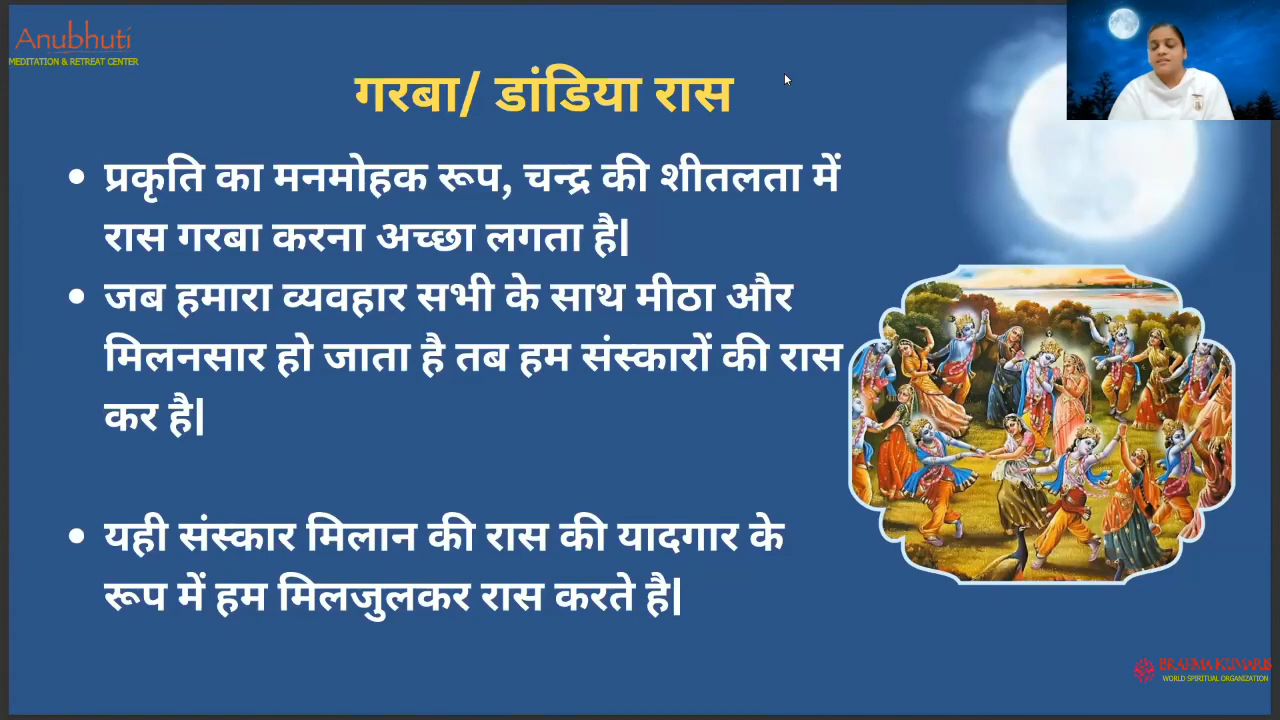 Anubhuti
MEDITATION & RETREAT CENTER
गरबा/ डांडिया रास
• प्रकृति का मनमोहक रूप, चन्द्र की शीतलता में
रास गरबा करना अच्छा लगता है|
• जब हमारा व्यवहार सभी के साथ मीठा और
मिलनसार हो जाता है तब हम संस्कारों की रास
कर है|
• यही संस्कार मिलान की रास की यादगार के
रूप में हम मिलजुलकर रास करते है|
BRAHMA KUMARIS
WORLD SPIRITUAL ORGANIZATION